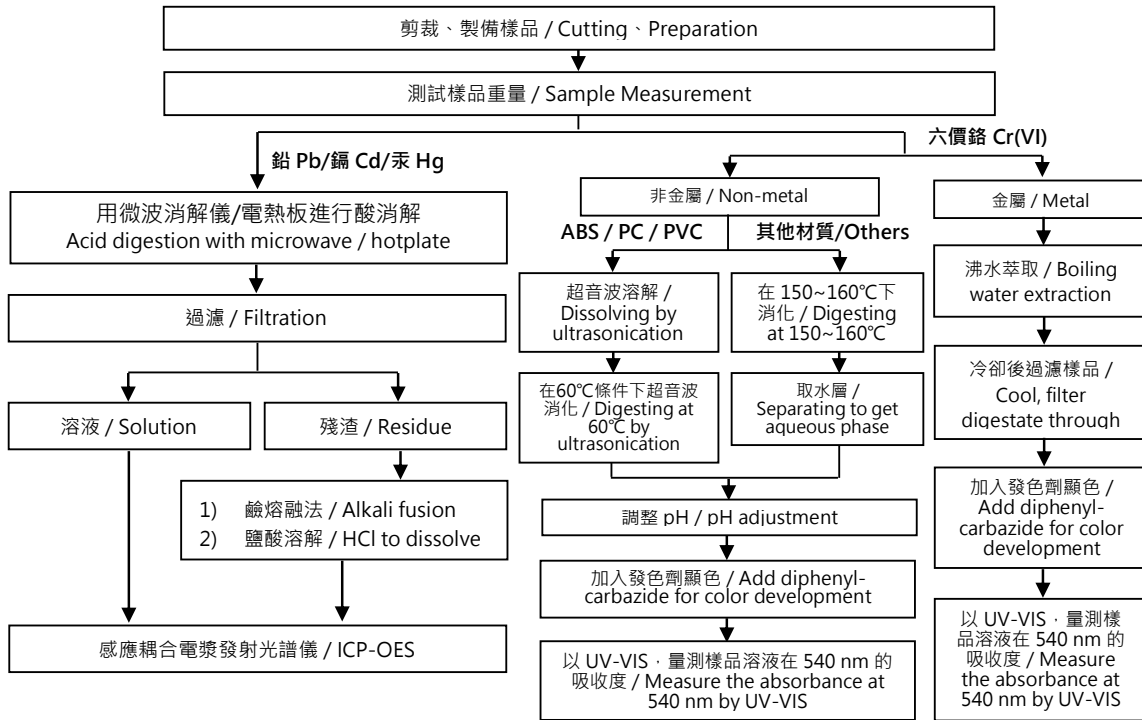 剪裁、製備樣品 / Cutting、Preparation
測試樣品重量 / Sample Measurement
鉛 Pb/鎘 Cd/汞 Hg
六價鉻 Cr(VI)
用微波消解儀/電熱板進行酸消解
Acid digestion with microwave / hotplate
過濾 / Filtration
溶液 / Solution
殘渣 / Residue
1) 鹼熔融法 / Alkali fusion
2) 鹽酸溶解 / HCl to dissolve
感應耦合電漿發射光譜儀 / ICP-OES
非金屬 / Non-metal
ABS / PC / PVC
其他材質/Others
超音波溶解 /
Dissolving by
ultrasonication
在60℃條件下超音波
消化 / Digesting at
60℃ by
ultrasonication
在 150~160℃下
消化 / Digesting
at 150~160℃
取水層 /
Separating to get
aqueous phase
調整 pH / pH adjustment
加入發色劑顯色 / Add diphenyl-
carbazide for color development
以 UV-VIS﹐量測樣品溶液在 540 nm 的
吸收度 / Measure the absorbance at
540 nm by UV-VIS
金屬 / Metal
沸水萃取 / Boiling
water extraction
冷卻後過濾樣品 /
Cool, filter
digestate through
加入發色劑顯色 /
Add diphenyl-
carbazide for color
development
以 UV-VIS﹐量測樣
品溶液在 540 nm 的
吸收度 / Measure
the absorbance at
540 nm by UV-VIS